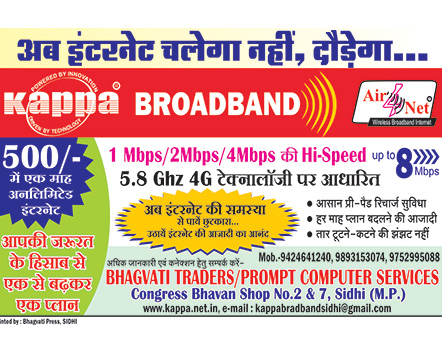 अब इंटरनेट चलेगा नहीं, दौड़ेगा...
POWERED BY INNOVATION
kappa®
DRIVEN BY TECHNOLOGY
BROADBAND
Air4Net
Wireless Broadband Internet
500/-
में एक माह
अनलिमिटेड
इंटरनेट
1 Mbps/2Mbps/4Mbps की Hi-Speed up to 8 Mbps
5.8 Ghz 4G टेक्नालॉजी पर आधारित
अब इंटरनेट की समस्या
से पायें छुटकारा...
उठायें इंटरनेट की आजादी का आनंद
• आसान प्री-पैड रिचार्ज सुविधा
• हर माह प्लान बदलने की आजादी
• तार टूटने-कटने की झंझट नहीं
आपकी जरूरत
के हिसाब से
एक से बढ़कर
एक प्लान
अधिक जानकारी एवं कनेक्शन हेतु सम्पर्क करें-
Mob.-9424641240, 9893153074, 9752995088
BHAGVATI TRADERS/PROMPT COMPUTER SERVICES
Congress Bhavan Shop No.2 & 7, Sidhi (M.P.)
www.kappa.net.in, e-mail : kappabradbandsidhi@gmail.com
inted by : Bhagvati Press, SIDHI